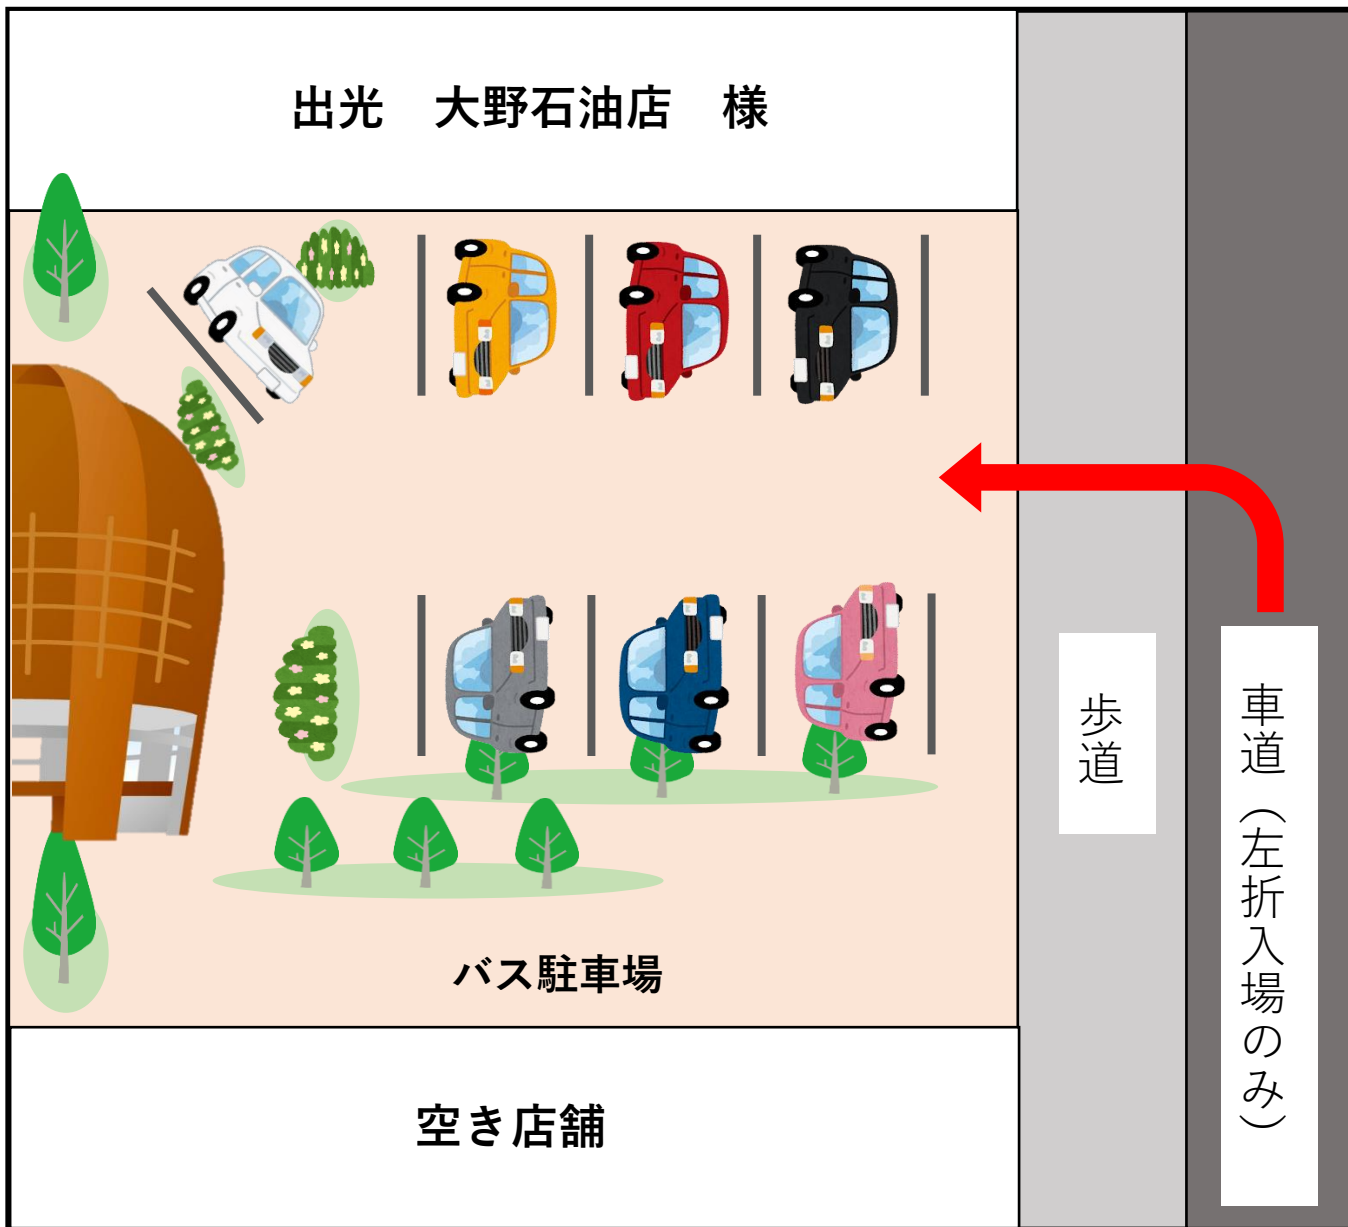 出光　大野石油店　様
歩道
車道（左折入場のみ）
バス駐車場
空き店舗